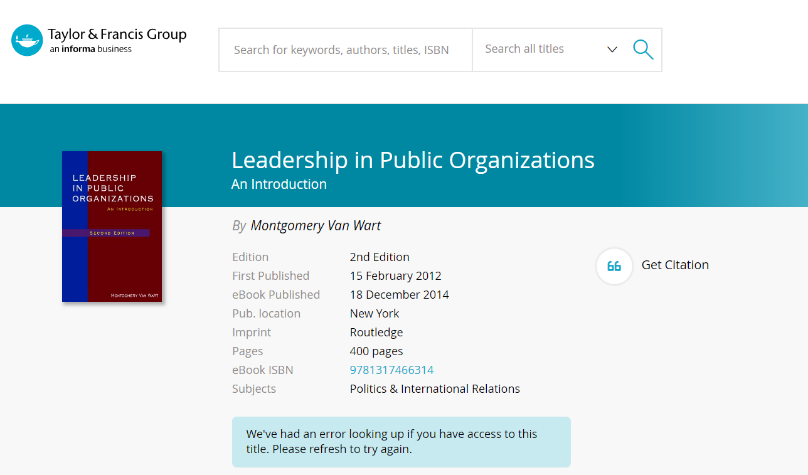 Taylor & Francis Group
an informa business
Search for keywords, authors, titles, ISBN
Search all titles
LEADERSHIP
IN PUBLIC
ORGANIZATIONS
AN INTRODUCTION
SECOND EDITION
MONTGOMERY VAN WART
Leadership in Public Organizations
An Introduction
By Montgomery Van Wart
Edition 2nd Edition
First Published 15 February 2012
eBook Published 18 December 2014
Pub. location New York
Imprint Routledge
Pages 400 pages
eBook ISBN 9781317466314
Subjects Politics & International Relations
Get Citation
We've had an error looking up if you have access to this
title. Please refresh to try again.